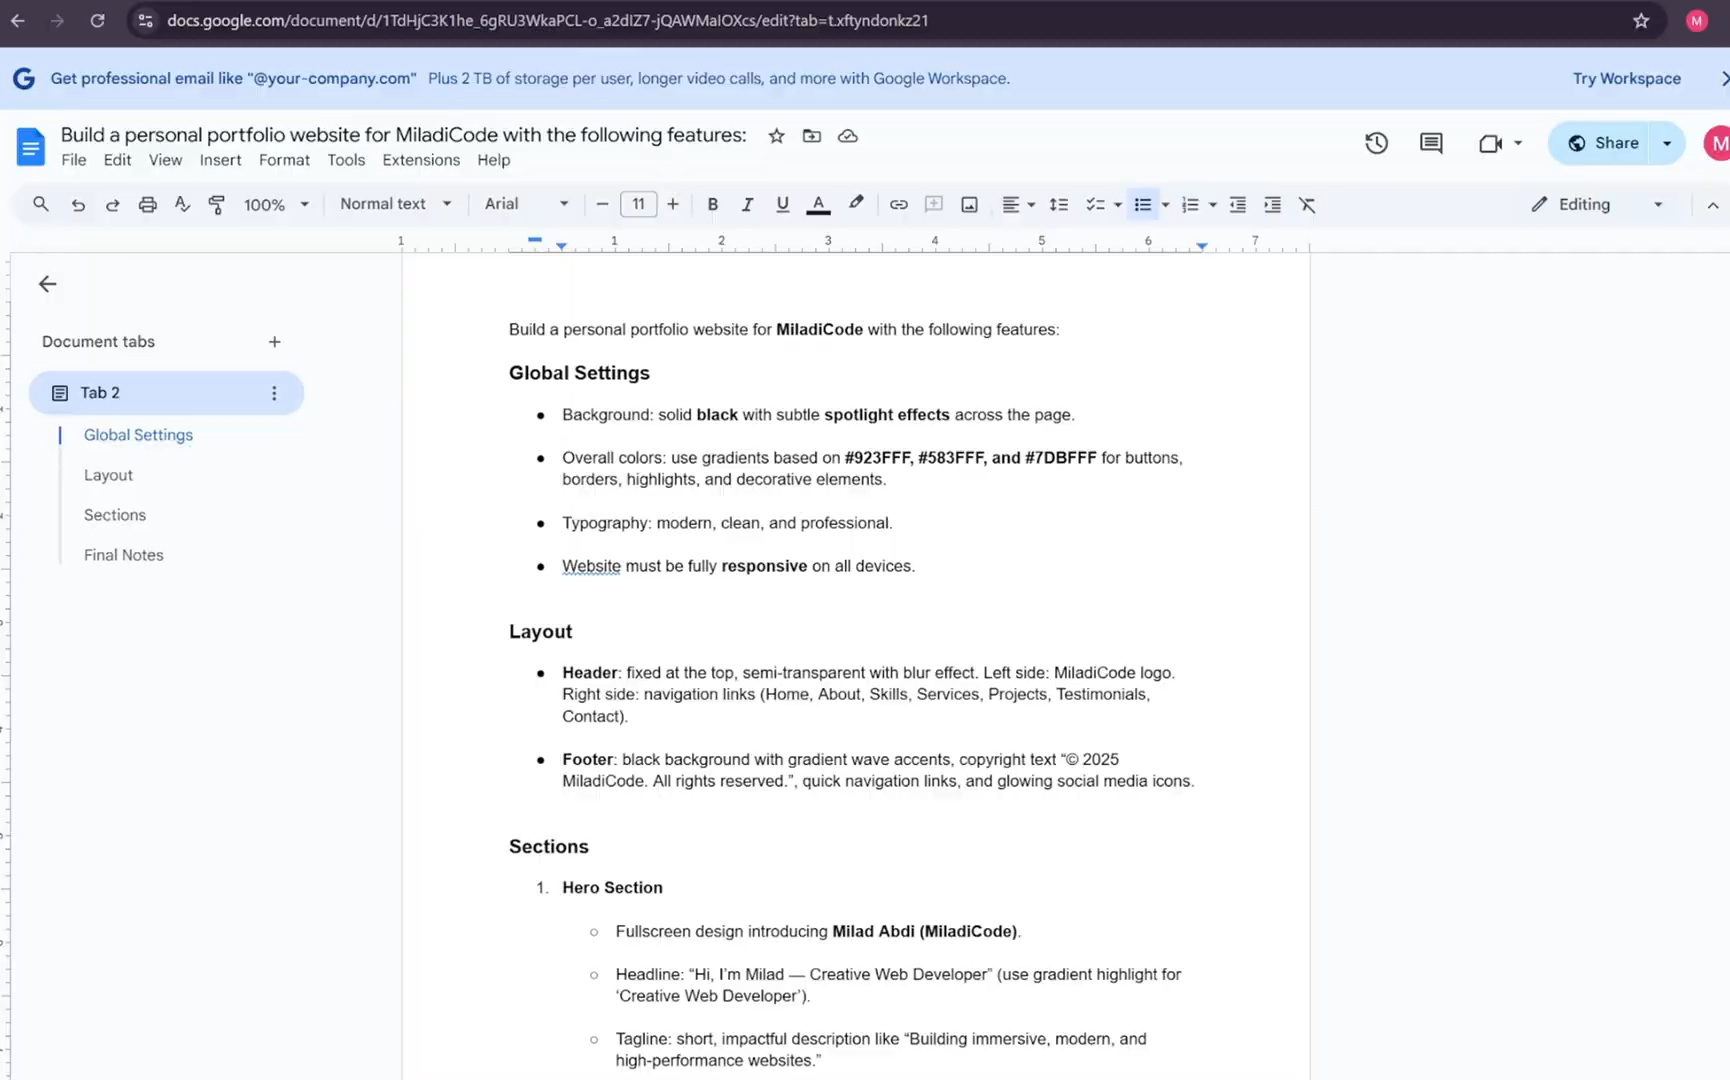 docs.google.com/document/d/1TdHjC3K1he_6gRU3WkaPCL-o_a2dIZ7-jQAWMaIOXcs/edit?tab=t.xftyndonkz21
M
Get professional email like "@your-company.com" Plus 2 TB of storage per user, longer video calls, and more with Google Workspace.
Try Workspace
Build a personal portfolio website for MiladiCode with the following features:
File Edit View Insert Format Tools Extensions Help
Share
M
100% Normal text Arial 11 Editing
1 1 2 3 4 5 6 7
Document tabs
Tab 2
Global Settings
Layout
Sections
Final Notes
Build a personal portfolio website for MiladiCode with the following features:
Global Settings
● Background: solid black with subtle spotlight effects across the page.
● Overall colors: use gradients based on #923FFF, #583FFF, and #7DBFFF for buttons,
borders, highlights, and decorative elements.
● Typography: modern, clean, and professional.
● Website must be fully responsive on all devices.
Layout
● Header: fixed at the top, semi-transparent with blur effect. Left side: MiladiCode logo.
Right side: navigation links (Home, About, Skills, Services, Projects, Testimonials,
Contact).
● Footer: black background with gradient wave accents, copyright text “© 2025
MiladiCode. All rights reserved.”, quick navigation links, and glowing social media icons.
Sections
1. Hero Section
○ Fullscreen design introducing Milad Abdi (MiladiCode).
○ Headline: “Hi, I’m Milad — Creative Web Developer” (use gradient highlight for
‘Creative Web Developer’).
○ Tagline: short, impactful description like “Building immersive, modern, and
high-performance websites.”